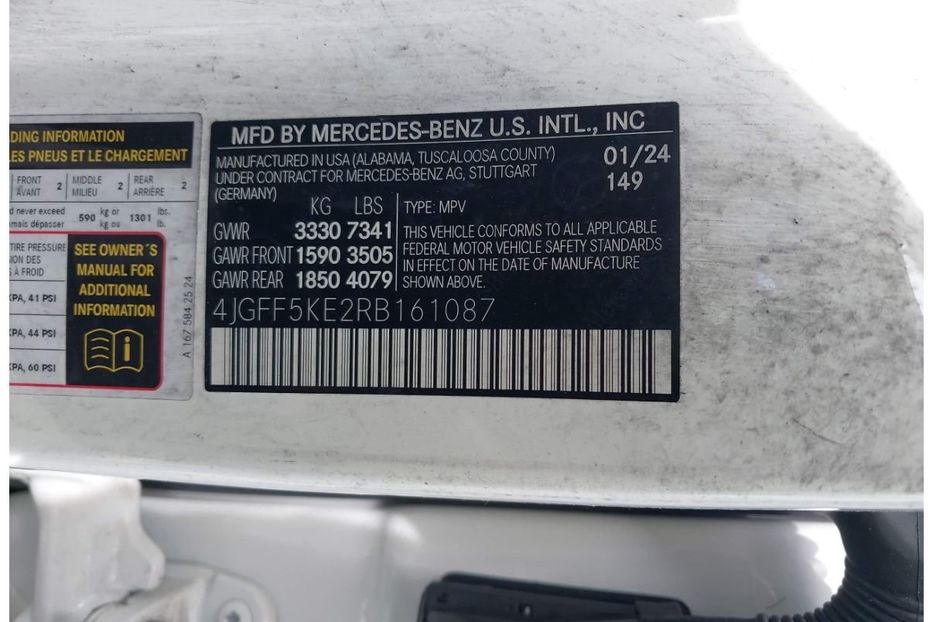 DING INFORMATION
LES PNEUS ET LE CHARGEMENT
FRONT AVANT 2 MIDDLE MILIEU 2 REAR ARRIÈRE 2
d never exceed
mais dépasser 590 kg or kg ou 1301 lbs. lb.
TIRE PRESSURE
SION DES
S À FROID
KPA, 41 PSI
KPA, 44 PSI
KPA, 60 PSI
SEE OWNER´S
MANUAL FOR
ADDITIONAL
INFORMATION
A 167 584 25 24
MFD BY MERCEDES-BENZ U.S. INTL., INC
MANUFACTURED IN USA (ALABAMA, TUSCALOOSA COUNTY)
UNDER CONTRACT FOR MERCEDES-BENZ AG, STUTTGART
(GERMANY)
01/24
149
KG LBS
GVWR 3330 7341
GAWR FRONT 1590 3505
GAWR REAR 1850 4079
TYPE: MPV
THIS VEHICLE CONFORMS TO ALL APPLICABLE
FEDERAL MOTOR VEHICLE SAFETY STANDARDS
IN EFFECT ON THE DATE OF MANUFACTURE
SHOWN ABOVE.
4JGFF5KE2RB161087